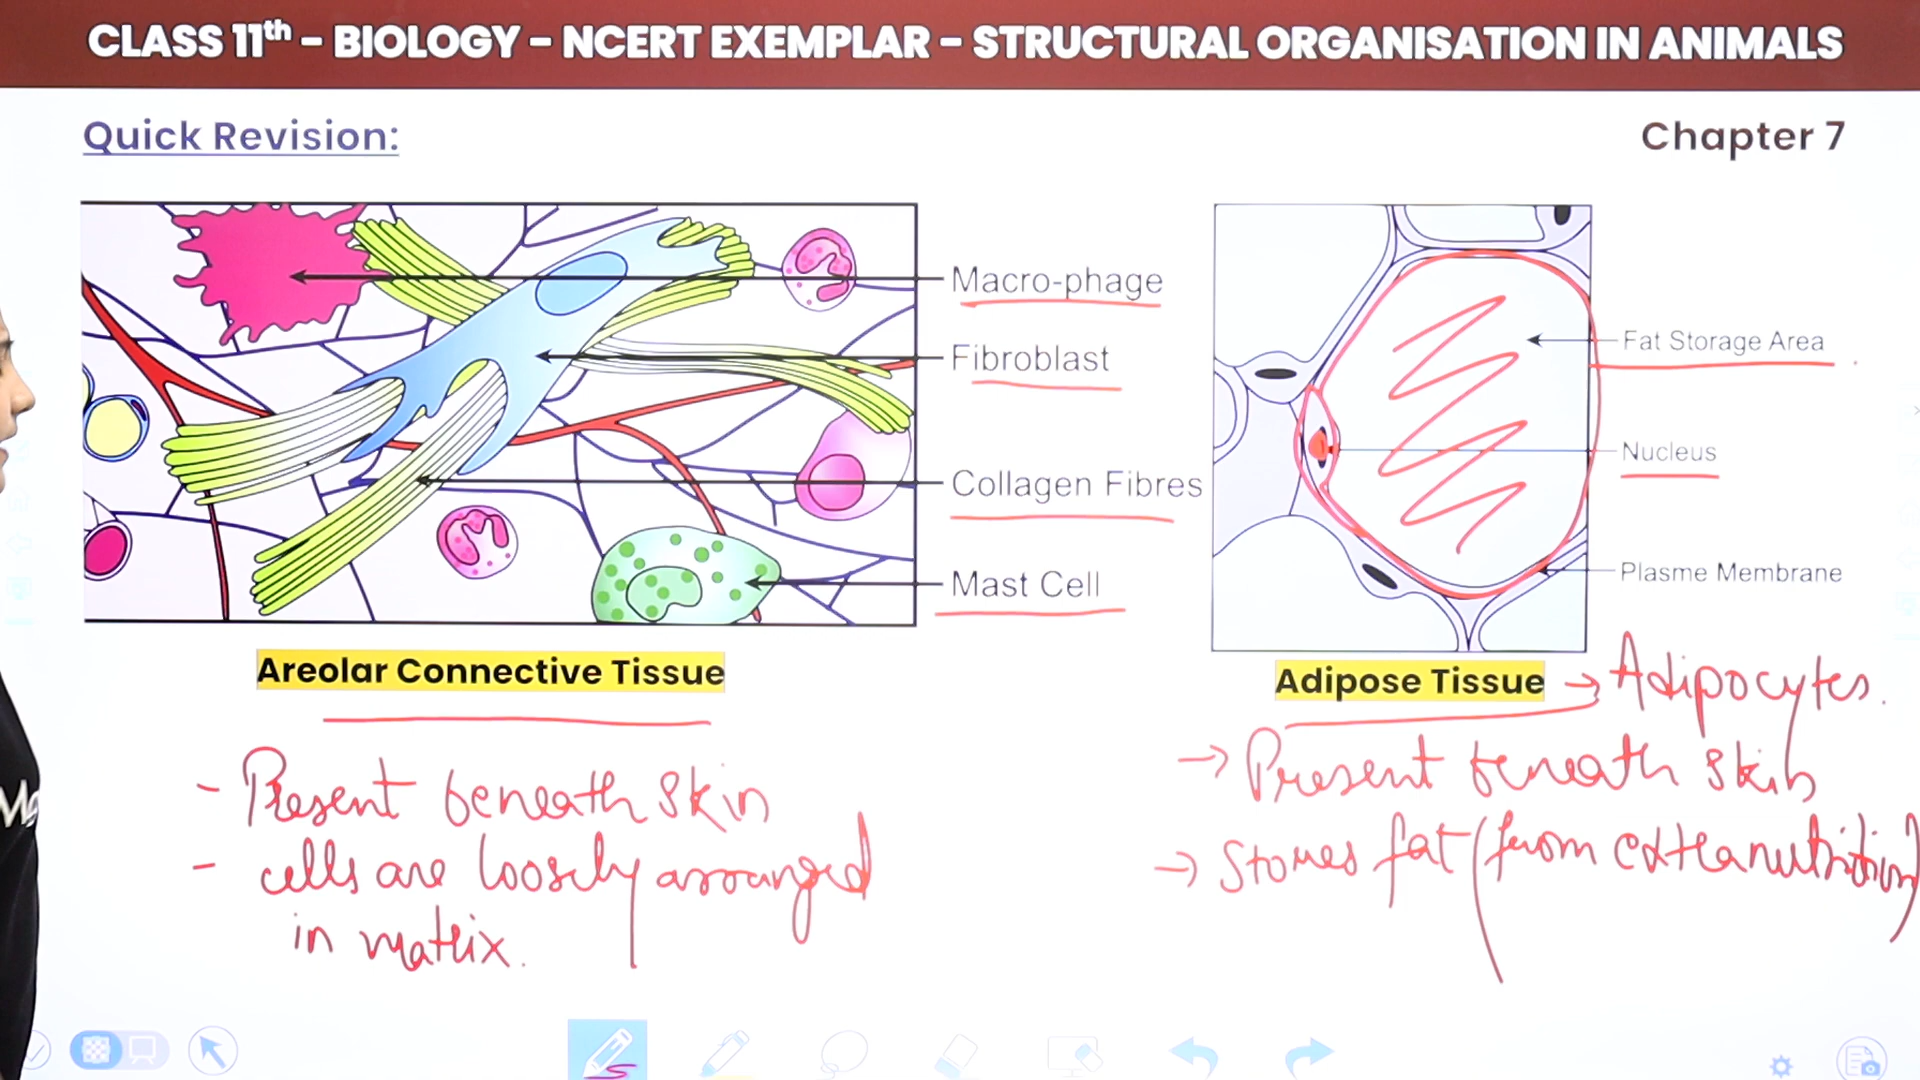 CLASS 11th – BIOLOGY – NCERT EXEMPLAR – STRUCTURAL ORGANISATION IN ANIMALS
Quick Revision:
Chapter 7
Macro-phage
Fibroblast
Collagen Fibres
Mast Cell
Areolar Connective Tissue
- Present beneath skin
- cells are loosely arranged
in matrix.
Fat Storage Area
Nucleus
Plasme Membrane
Adipose Tissue → Adipocytes.
→ Present beneath skin
→ Stores fat (from extra nutrition)